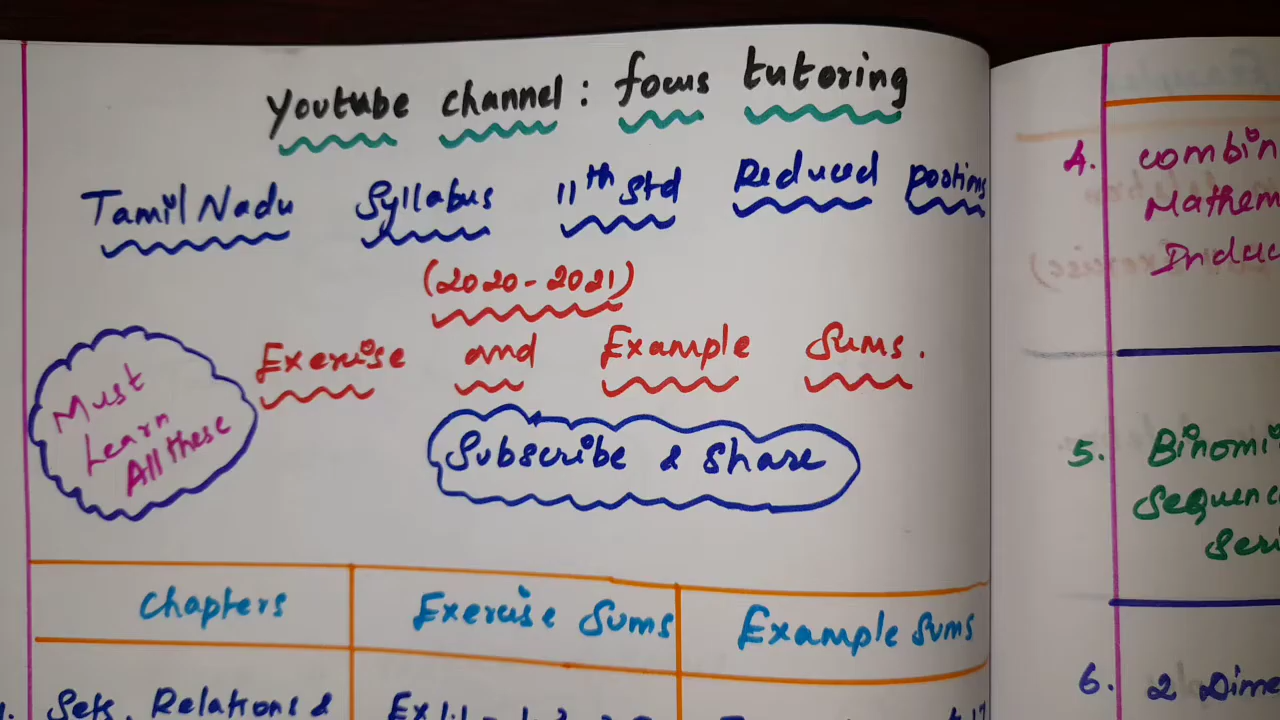 Youtube channel: focus tutoring
Tamil Nadu Syllabus 11th Std Reduced Portions
(2020-2021)
Exercise and Example Sums.
Must
Learn
All these
Subscribe & Share
Chapters Exercise Sums Example Sums
Sets, Relations &
4. Combin
Mathem
Induc
5. Binomi
Sequenc
Seri
6. 2 Dime